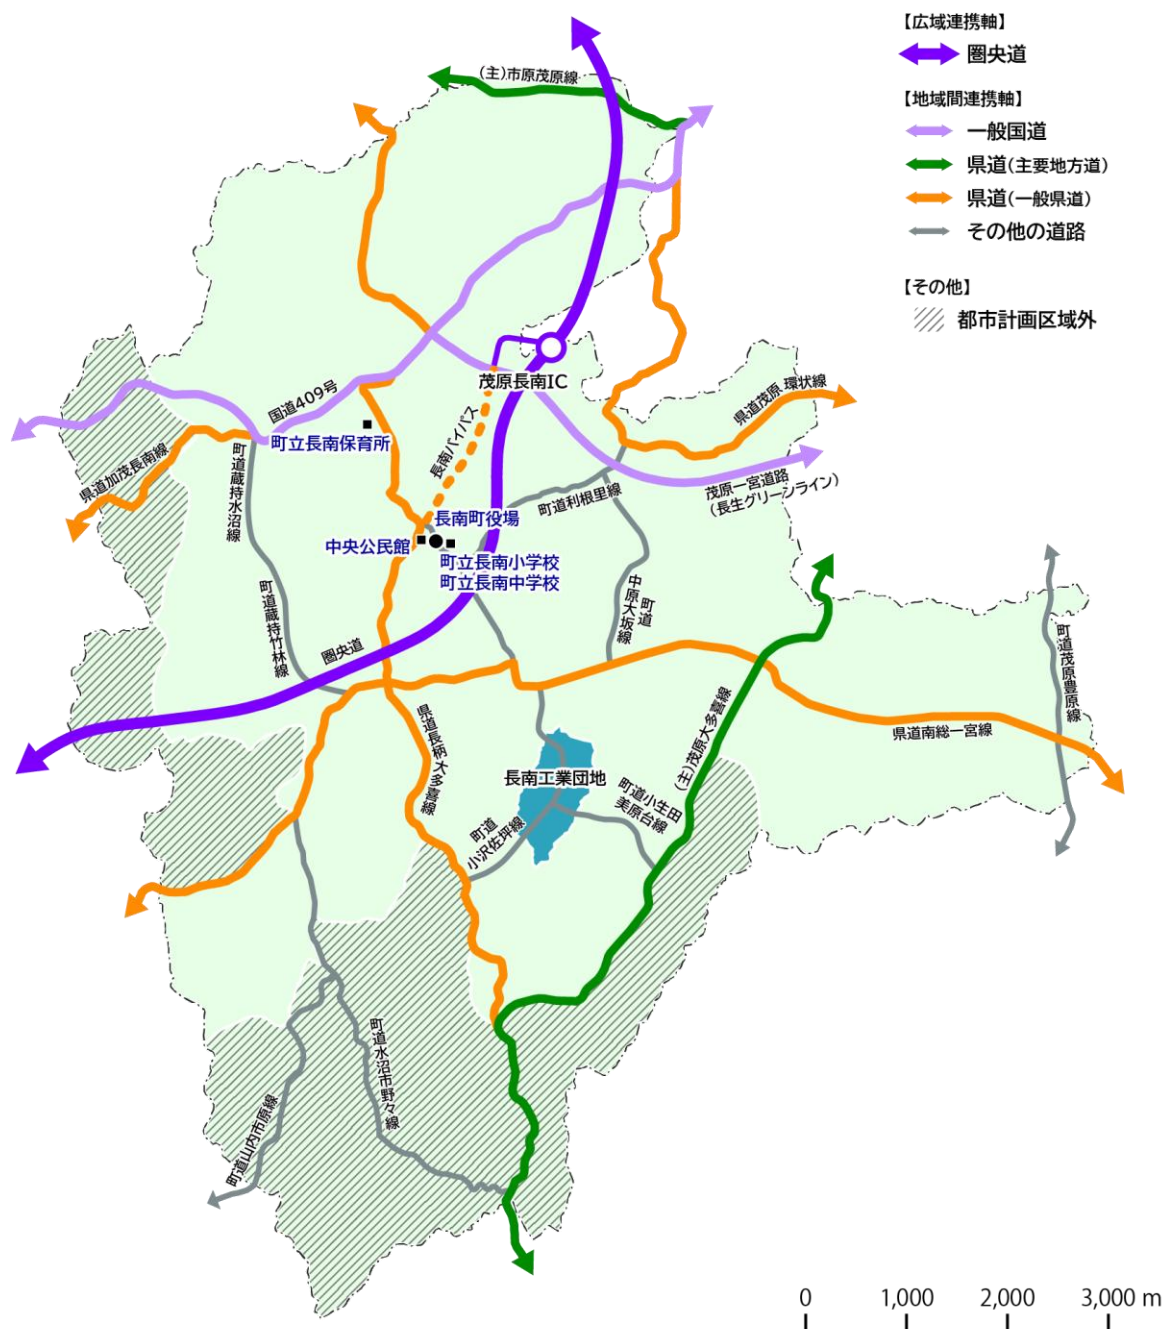 【広域連携軸】
圏央道
【地域間連携軸】
一般国道
県道(主要地方道)
県道(一般県道)
その他の道路
【その他】
都市計画区域外
(主)市原茂原線
茂原長南IC
国道409号
町立長南保育所
長南バイパス
県道茂原環状線
県道加茂長南線
町道蔵持水沼線
茂原一宮道路
(長生グリーンライン)
町道利根里線
長南町役場
中央公民館
町立長南小学校
町立長南中学校
町道蔵持竹林線
町道
中原大坂線
圏央道
町道茂原豊原線
県道長柄大多喜線
(主)茂原大多喜線
県道南総一宮線
長南工業団地
町道小生田
美原台線
町道
小沢佐坪線
町道水沼市野々線
町道山内市原線
0 1,000 2,000 3,000 m